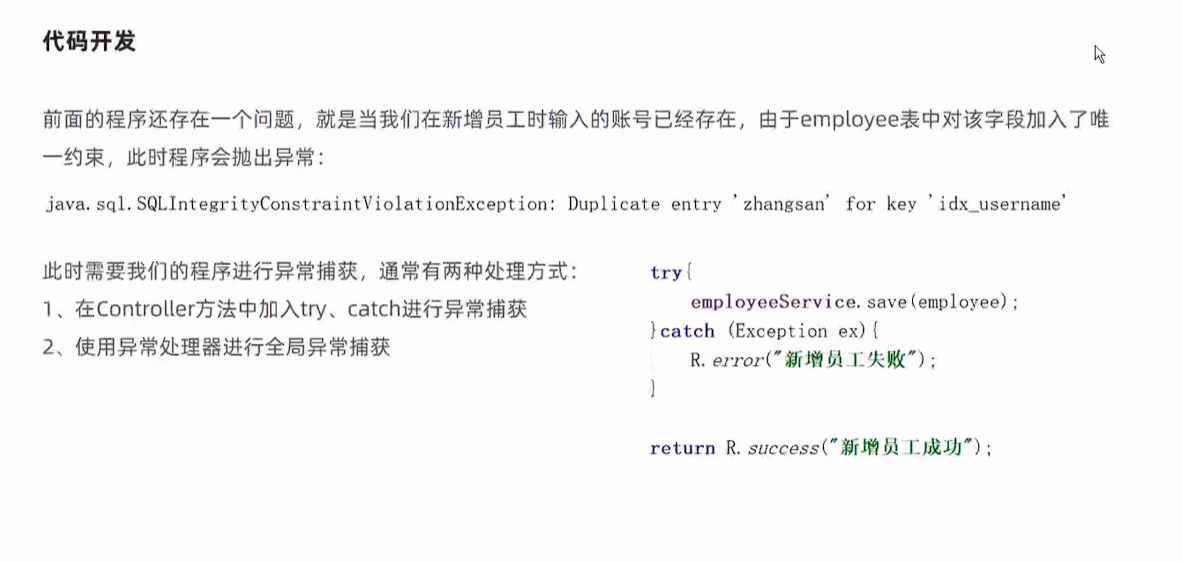 代码开发
前面的程序还存在一个问题，就是当我们在新增员工时输入的账号已经存在，由于employee表中对该字段加入了唯
一约束，此时程序会抛出异常：
java.sql.SQLIntegrityConstraintViolationException: Duplicate entry 'zhangsan' for key 'idx_username'
此时需要我们的程序进行异常捕获，通常有两种处理方式：
1、在Controller方法中加入try、catch进行异常捕获
2、使用异常处理器进行全局异常捕获
try{
employeeService.save(employee);
}catch (Exception ex){
R.error("新增员工失败");
}
return R.success("新增员工成功");